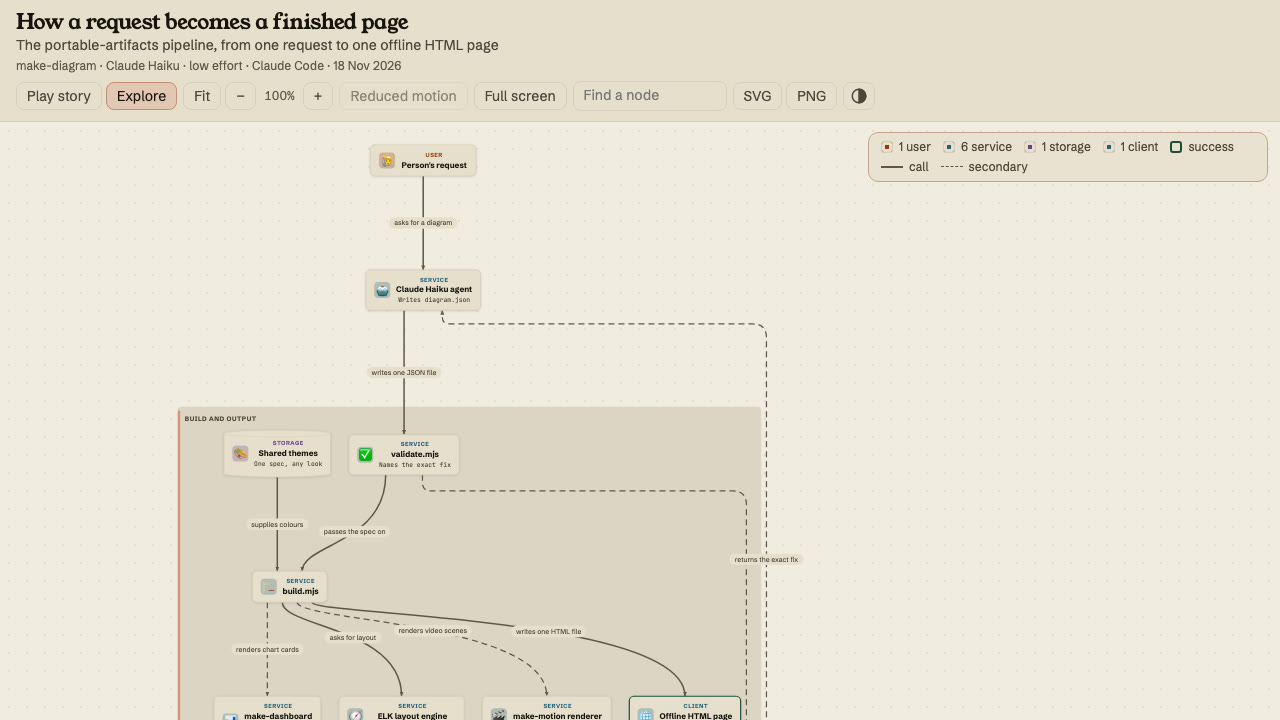 How a request becomes a finished page
The portable-artifacts pipeline, from one request to one offline HTML page
make-diagram · Claude Haiku · low effort · Claude Code · 18 Nov 2026
Play story
Explore
Fit
−
100%
+
Reduced motion
Full screen
Find a node
SVG
PNG
1 user
6 service
1 storage
1 client
success
call
secondary
USER
Person's request
asks for a diagram
SERVICE
Claude Haiku agent
Writes diagram.json
writes one JSON file
BUILD AND OUTPUT
STORAGE
Shared themes
One spec, any look
SERVICE
validate.mjs
Names the exact fix
supplies colours
passes the spec on
returns the exact fix
SERVICE
build.mjs
renders chart cards
asks for layout
renders video scenes
writes one HTML file
SERVICE
make-dashboard
SERVICE
ELK layout engine
SERVICE
make-motion renderer
CLIENT
Offline HTML page